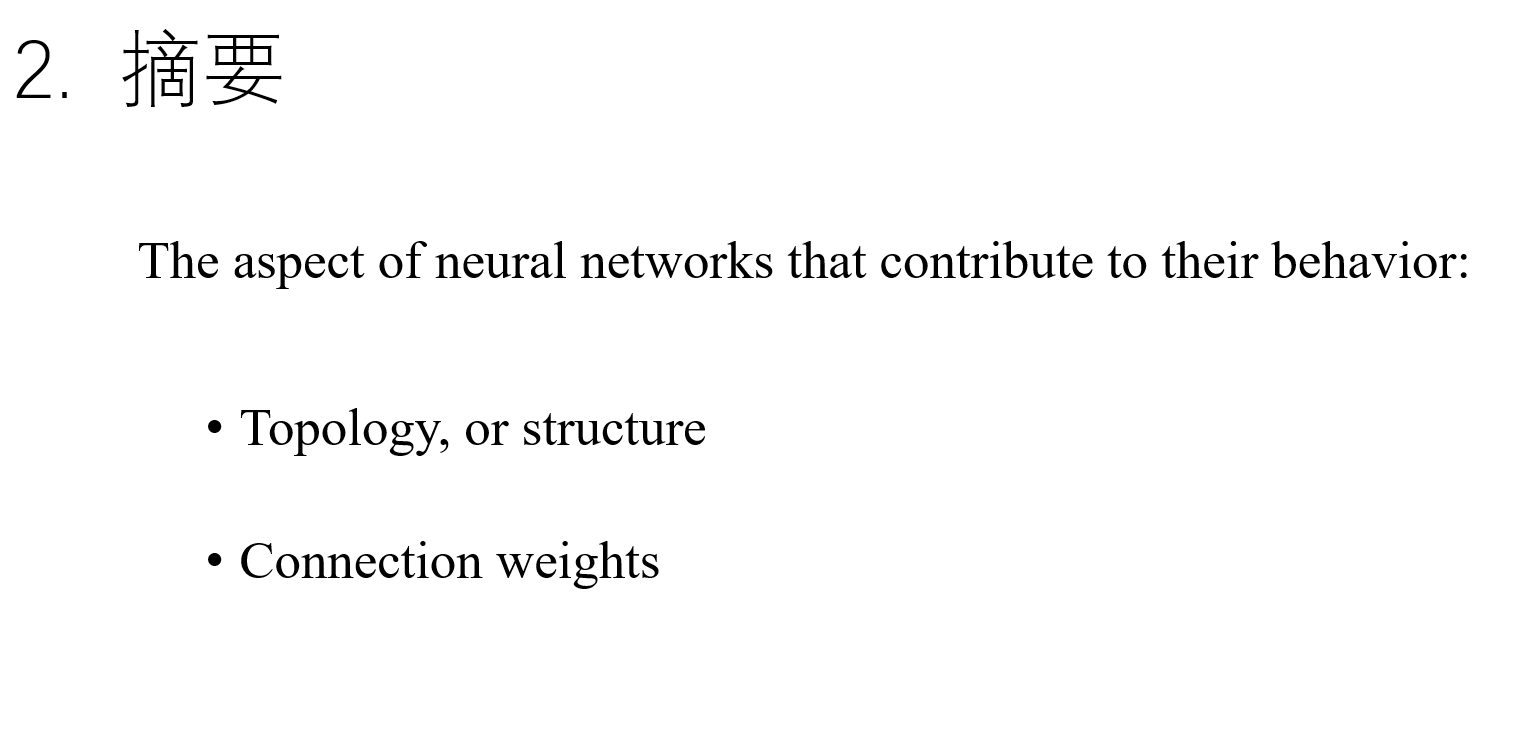 2. 摘要
The aspect of neural networks that contribute to their behavior:
• Topology, or structure
• Connection weights